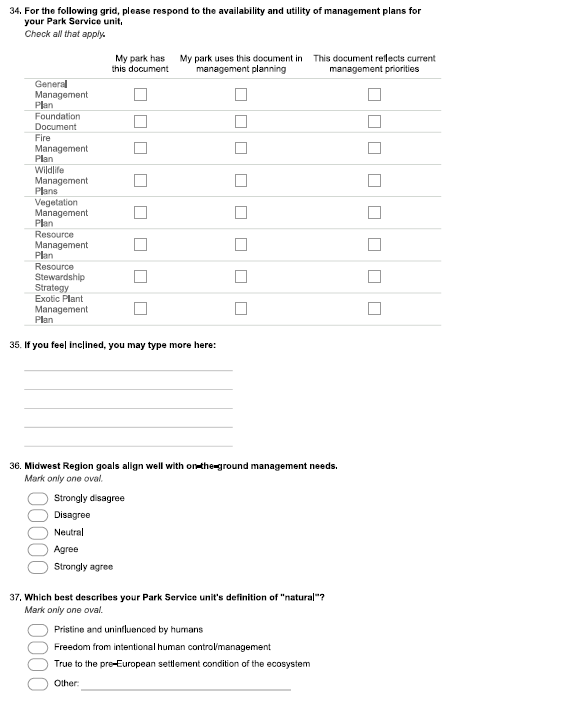 34. For the following grid, please respond to the availability and utility of management plans for
your Park Service unit.
Check all that apply.
My park has My park uses this document in This document reflects current
this document management planning management priorities
General
Management
Plan
Foundation
Document
Fire
Management
Plan
Wildlife
Management
Plans
Vegetation
Management
Plan
Resource
Management
Plan
Resource
Stewardship
Strategy
Exotic Plant
Management
Plan
35. If you feel inclined, you may type more here:
36. Midwest Region goals align well with on-the-ground management needs.
Mark only one oval.
Strongly disagree
Disagree
Neutral
Agree
Strongly agree
37. Which best describes your Park Service unit's definition of "natural"?
Mark only one oval.
Pristine and uninfluenced by humans
Freedom from intentional human control/management
True to the pre-European settlement condition of the ecosystem
Other: